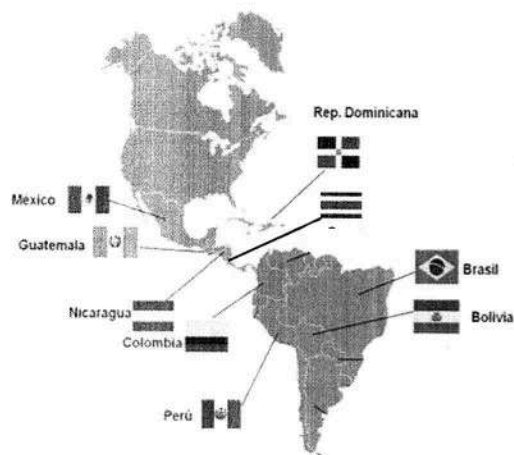 Rep. Dominicana
Mexico
Guatemala
Brasil
Nicaragua
Bolivia
Colombia
Perú